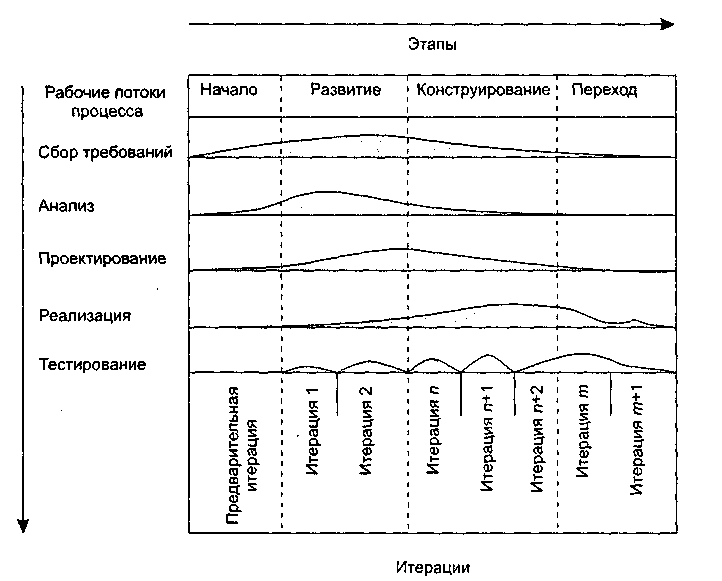 Этапы
Рабочие потоки
процесса
Начало
Развитие
Конструирование
Переход
Сбор требований
Анализ
Проектирование
Реализация
Тестирование
Предварительная
итерация
Итерация 1
Итерация 2
Итерация n
Итерация n+1
Итерация n+2
Итерация m
Итерация m+1
Итерации